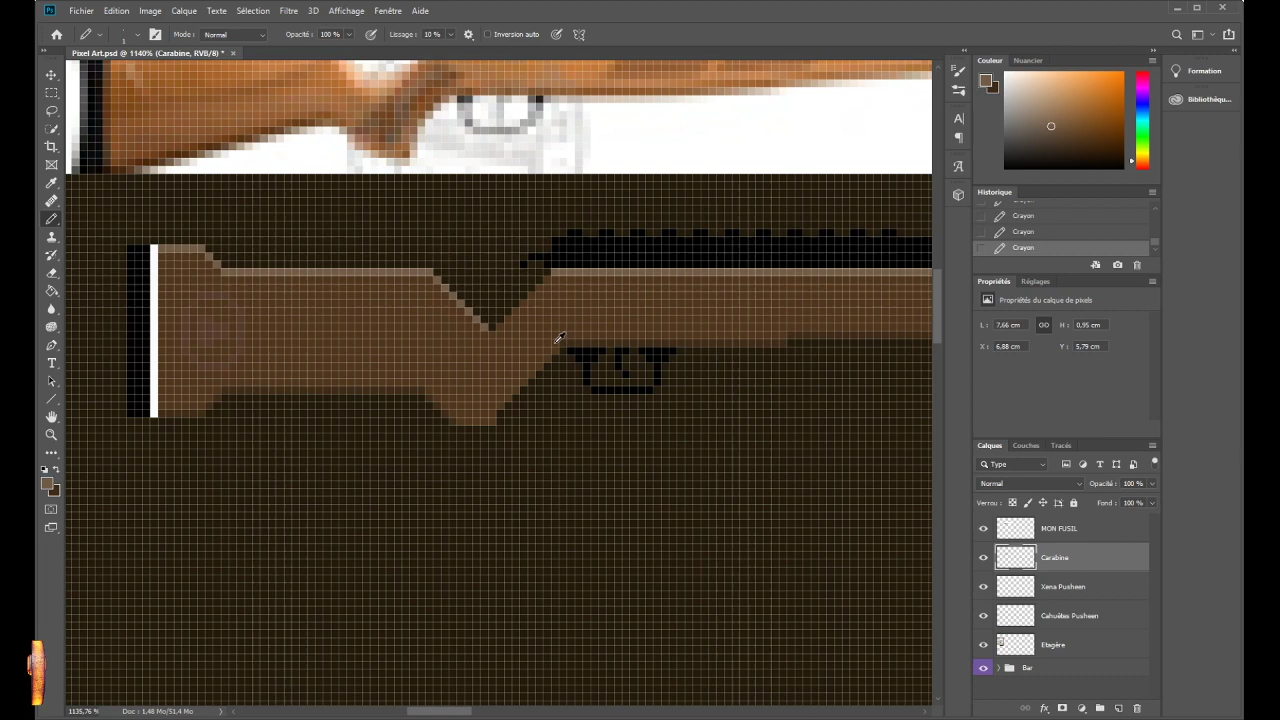 Ps Fichier Edition Image Calque Texte Sélection Filtre 3D Affichage Fenêtre Aide
1 Mode : Normal Opacité : 100% Lissage : 10 % Inversion auto
Pixel Art.psd @ 1140% (Carabine, RVB/8) * ×
Couleur Nuancier
Formation
Bibliothèqu...
Historique
Crayon
Crayon
Crayon
Propriétés Réglages
Propriétés du calque de pixels
L : 7,66 cm H : 0,95 cm
X : 6,88 cm Y : 5,79 cm
Calques Couches Tracés
Type
Normal Opacité : 100 %
Verrou : Fond : 100 %
MON FUSIL
Carabine
Xena Pusheen
Cahuètes Pusheen
Etagère
Bar
1135,76 % Doc : 1,48 Mo/51,4 Mo